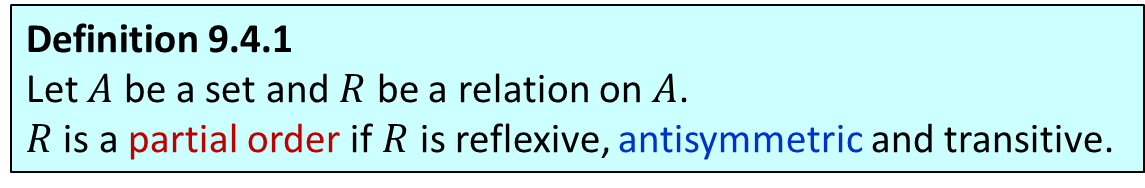 Definition 9.4.1
Let A be a set and R be a relation on A.
R is a partial order if R is reflexive, antisymmetric and transitive.